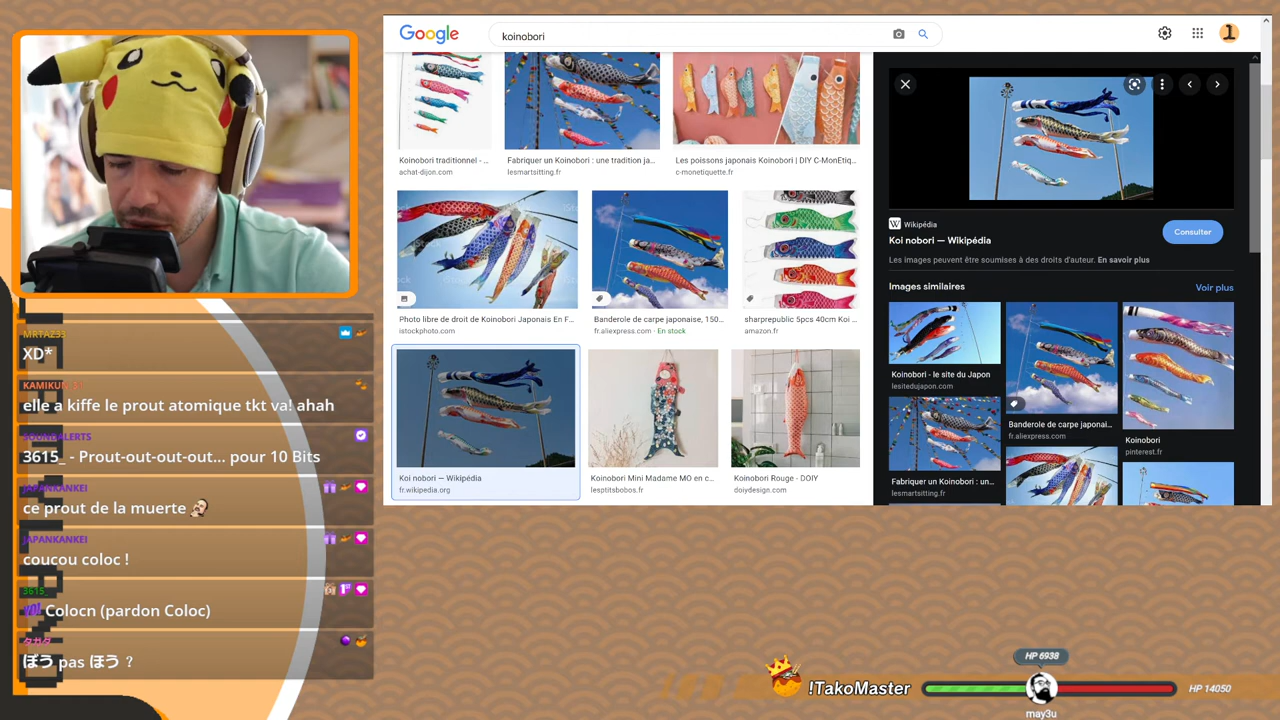 MRTAZ33
XD*
elle a kiffe le prout atomique tkt va! ahah
SOUNDALERTS
3615_ - Prout-out-out-out... pour 10 Bits
JAPANKANKEI
ce prout de la muerte
JAPANKANKEI
coucou coloc !
3615_
Colocn (pardon Coloc)
ぼう pas ほう ?
Google
koinobori
Koinobori traditionnel - ...
achat-dijon.com
Fabriquer un Koinobori : une tradition ja...
lesmartsitting.fr
Les poissons japonais Koinobori | DIY C-MonEtiq...
c-monetiquette.fr
Photo libre de droit de Koinobori Japonais En F...
istockphoto.com
Banderole de carpe japonaise, 150...
fr.aliexpress.com · En stock
sharprepublic 5pcs 40cm Koi ...
amazon.fr
Koi nobori — Wikipédia
fr.wikipedia.org
Koinobori Mini Madame MO en c...
lesptitsbobos.fr
Koinobori Rouge - DOIY
doiydesign.com
W Wikipédia
Koi nobori — Wikipédia
Consulter
Les images peuvent être soumises à des droits d'auteur. En savoir plus
Images similaires
Voir plus
Koinobori - le site du Japon
lesitedujapon.com
Banderole de carpe japonai...
fr.aliexpress.com
Koinobori
pinterest.fr
Fabriquer un Koinobori : un...
lesmartsitting.fr
HP 6938
!TakoMaster
HP 14050
may3u